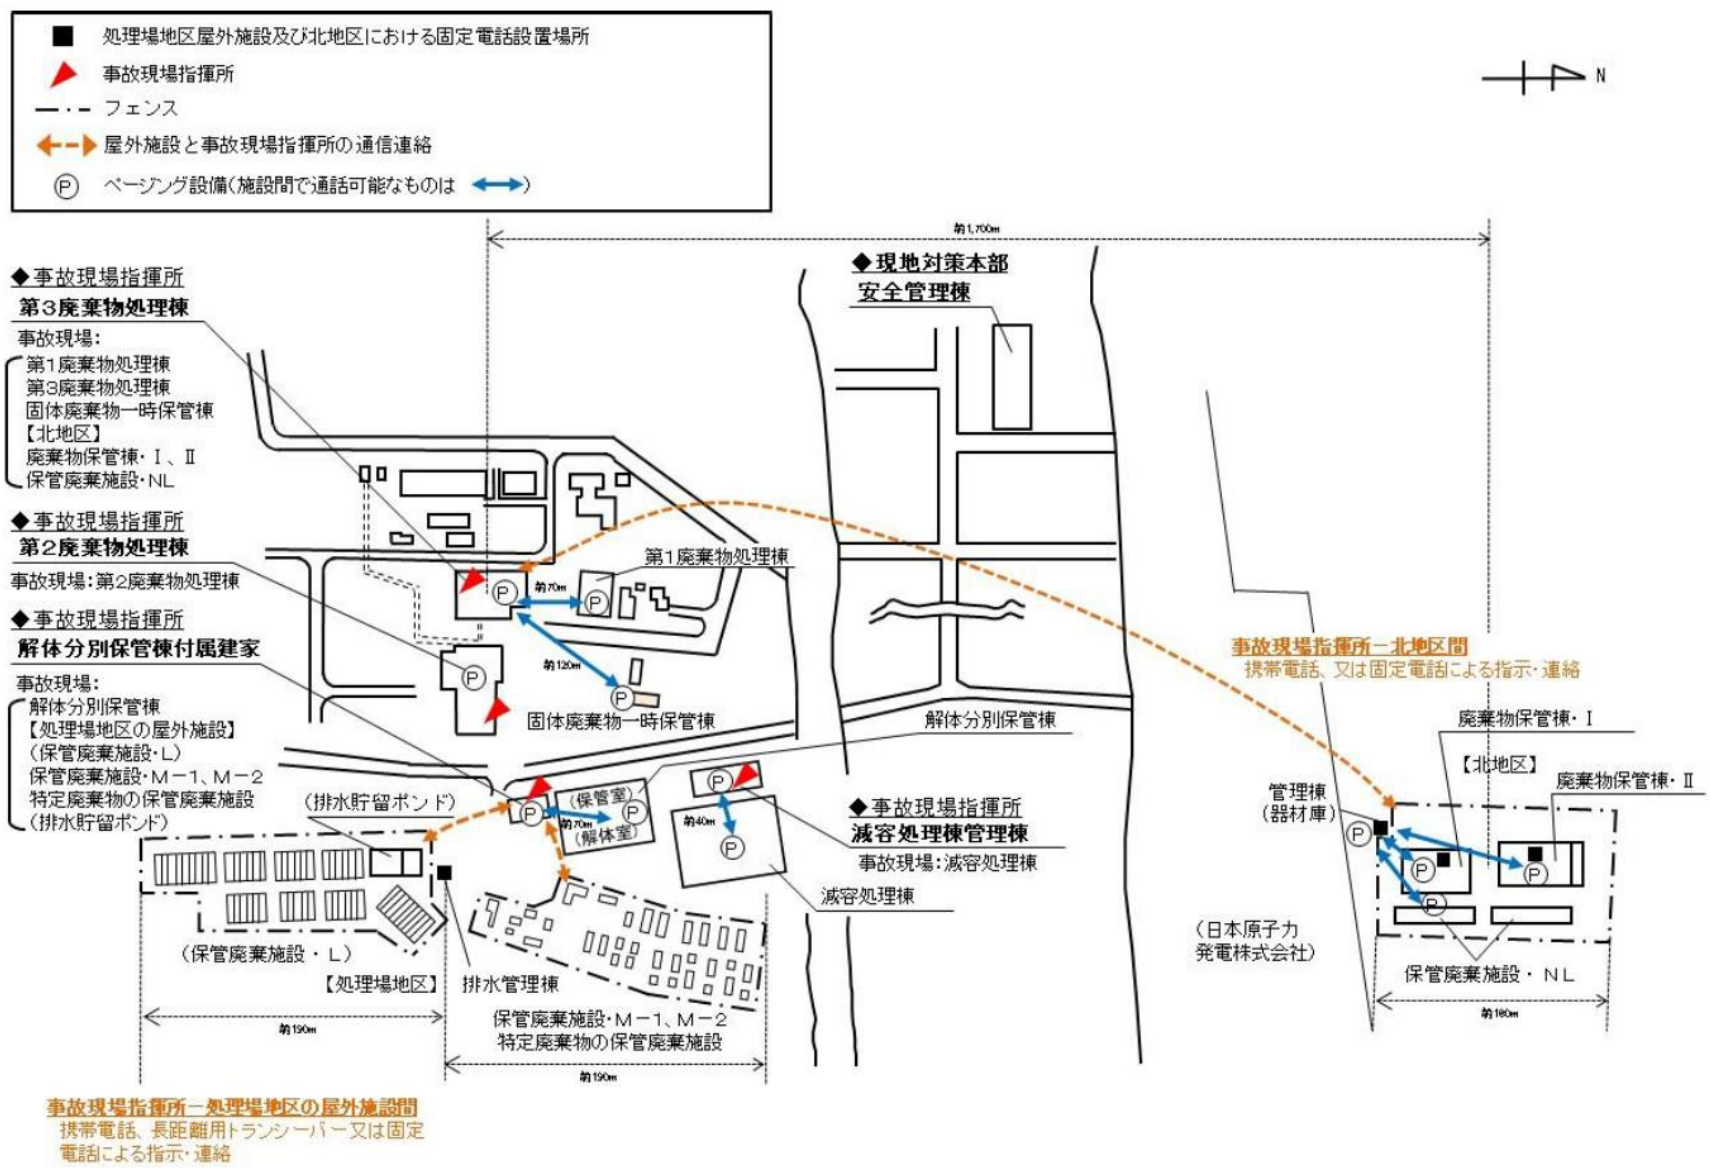 処理場地区屋外施設及び北地区における固定電話設置場所
事故現場指揮所
フェンス
屋外施設と事故現場指揮所の通信連絡
P ページング設備(施設間で通話可能なものは )
N
約1,700m
◆事故現場指揮所
第3廃棄物処理棟
事故現場:
第1廃棄物処理棟
第3廃棄物処理棟
固体廃棄物一時保管棟
【北地区】
廃棄物保管棟・Ⅰ、Ⅱ
保管廃棄施設・NL
◆事故現場指揮所
第2廃棄物処理棟
事故現場:第2廃棄物処理棟
◆事故現場指揮所
解体分別保管棟付属建家
事故現場:
解体分別保管棟
【処理場地区の屋外施設】
(保管廃棄施設・L)
保管廃棄施設・M-1、M-2
特定廃棄物の保管廃棄施設
(排水貯留ポンド)
◆現地対策本部
安全管理棟
第1廃棄物処理棟
P
約70m
P
約120m
P
P
固体廃棄物一時保管棟
解体分別保管棟
(排水貯留ポンド)
P
約70m
(保管室)
P
(解体室)
P
約40m
P
◆事故現場指揮所
減容処理棟管理棟
事故現場:減容処理棟
減容処理棟
(保管廃棄施設・L)
【処理場地区】
排水管理棟
約190m
保管廃棄施設・M-1、M-2
特定廃棄物の保管廃棄施設
約190m
事故現場指揮所-処理場地区の屋外施設間
携帯電話、長距離用トランシーバー又は固定
電話による指示・連絡
事故現場指揮所-北地区間
携帯電話、又は固定電話による指示・連絡
廃棄物保管棟・Ⅰ
【北地区】
廃棄物保管棟・Ⅱ
管理棟
(器材庫)
P
P
P
P
(日本原子力
発電株式会社)
保管廃棄施設・NL
約180m